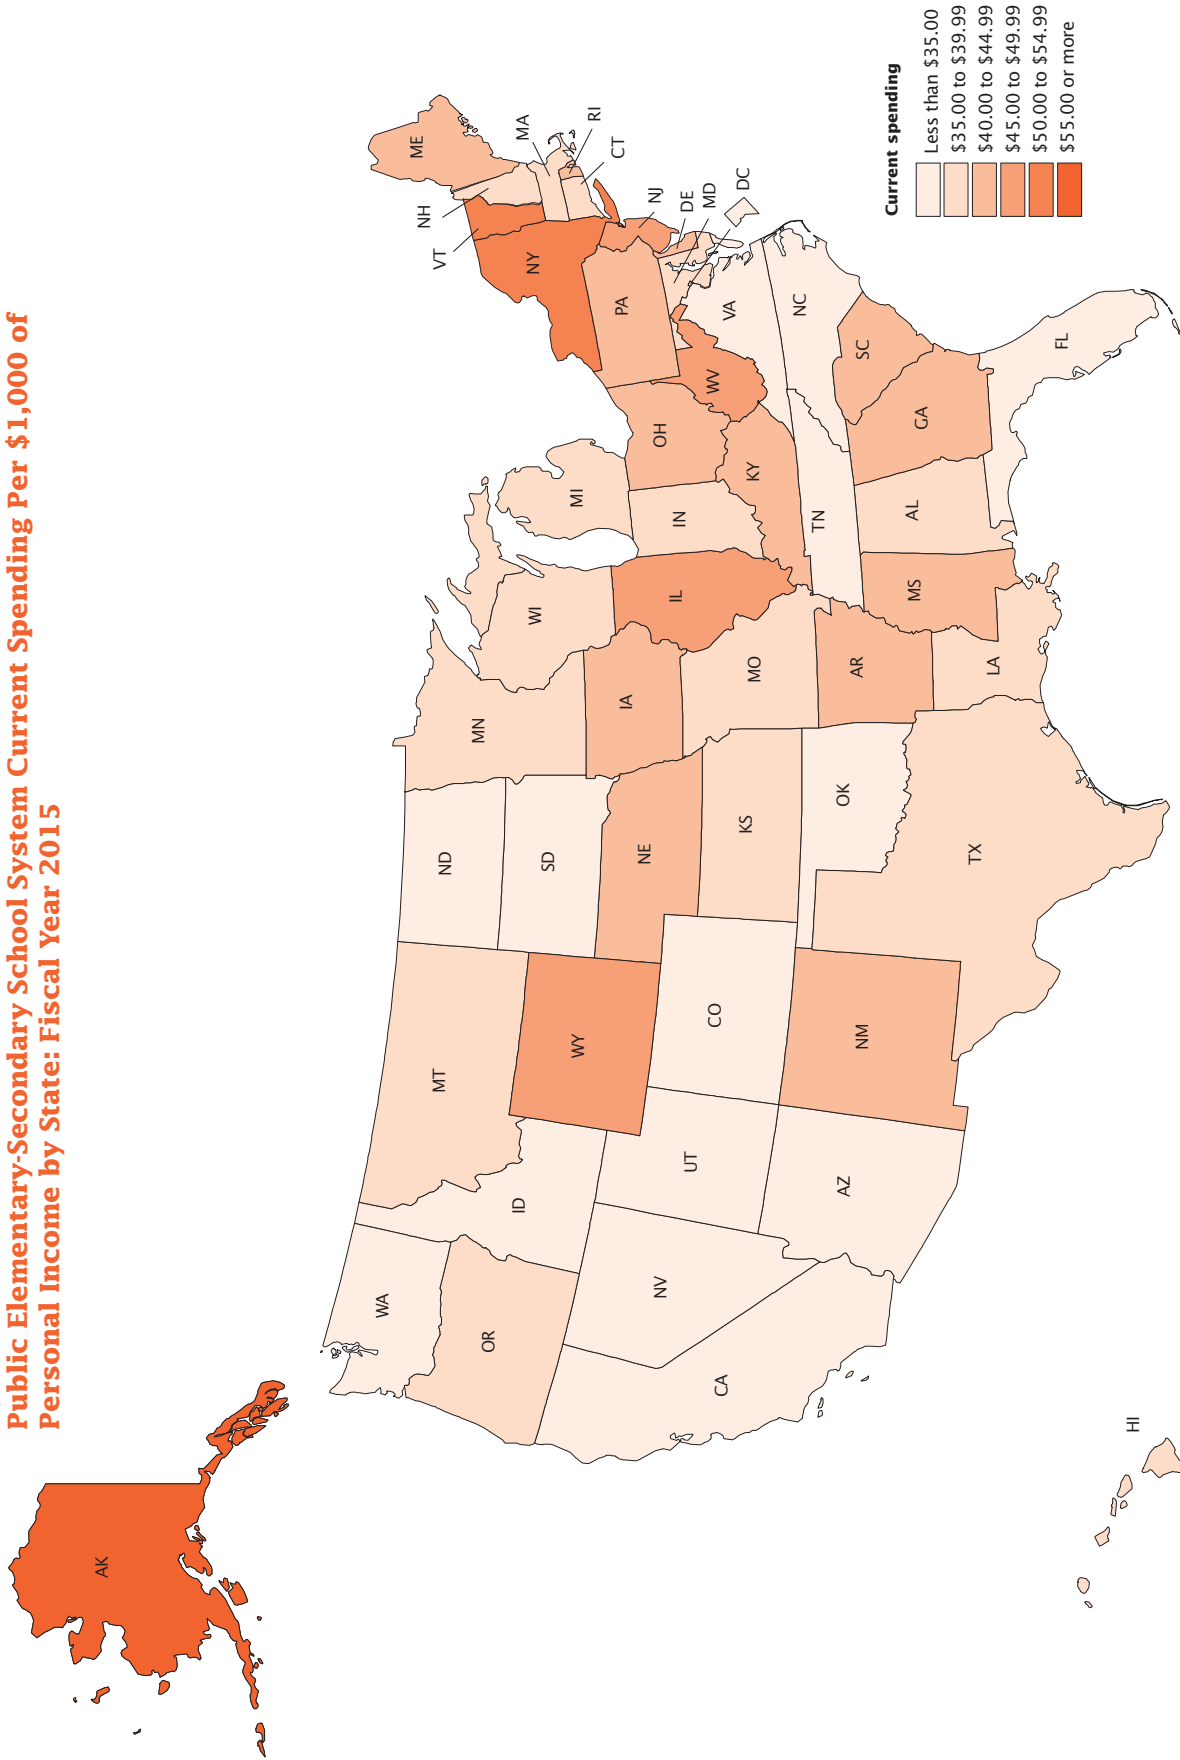 Public Elementary-Secondary School System Current Spending Per $1,000 of
Personal Income by State: Fiscal Year 2015
AK
WA
OR
CA
NV
ID
MT
WY
UT
AZ
CO
NM
ND
SD
NE
KS
OK
TX
MN
IA
MO
AR
LA
WI
IL
MS
MI
IN
KY
TN
AL
OH
WV
GA
FL
SC
NC
VA
PA
NY
VT
NH
ME
MA
RI
CT
NJ
DE
MD
DC
HI
Current spending
Less than $35.00
$35.00 to $39.99
$40.00 to $44.99
$45.00 to $49.99
$50.00 to $54.99
$55.00 or more